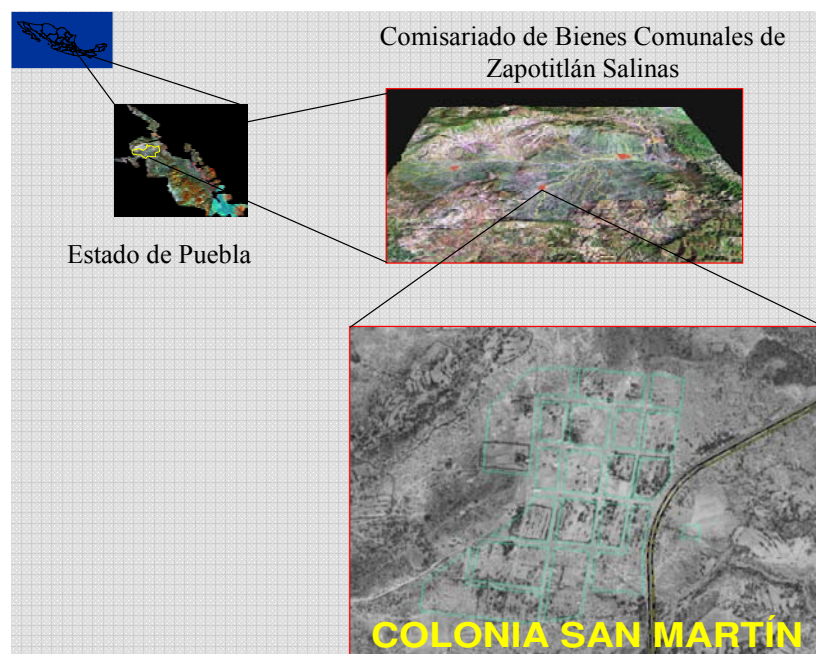 Comisariado de Bienes Comunales de
Zapotitlán Salinas
Estado de Puebla
COLONIA SAN MARTÍN